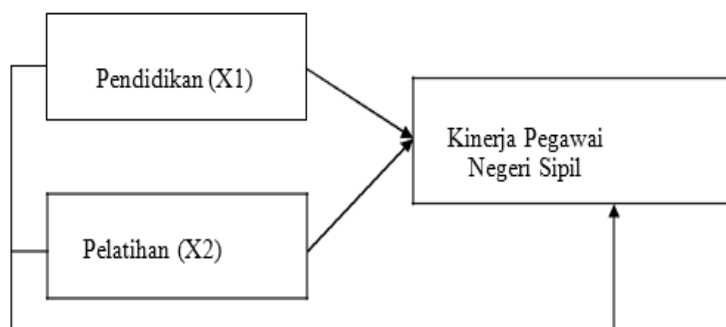 Pendidikan (X1)
Kinerja Pegawai
Negeri Sipil
Pelatihan (X2)